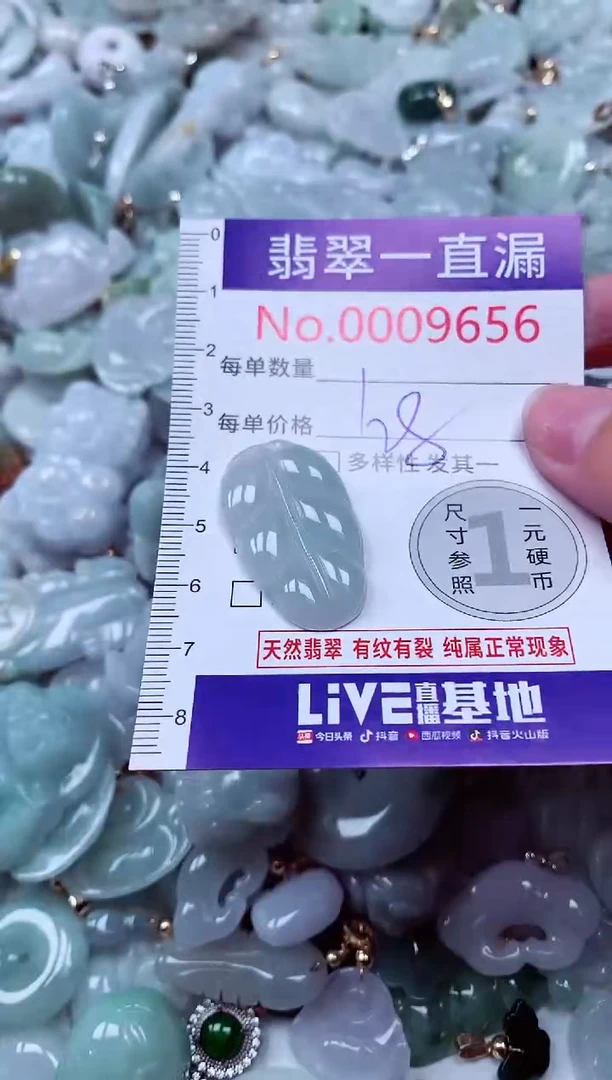 0
翡翠一直漏
1
No.0009656
2
每单数量
3
每单价格
128
4
多样性 发其一
5
尺寸参照
1
一元硬币
6
天然翡翠 有纹有裂 纯属正常现象
7
LiVE直播基地
8
头条 今日头条 抖音 西瓜视频 抖音火山版